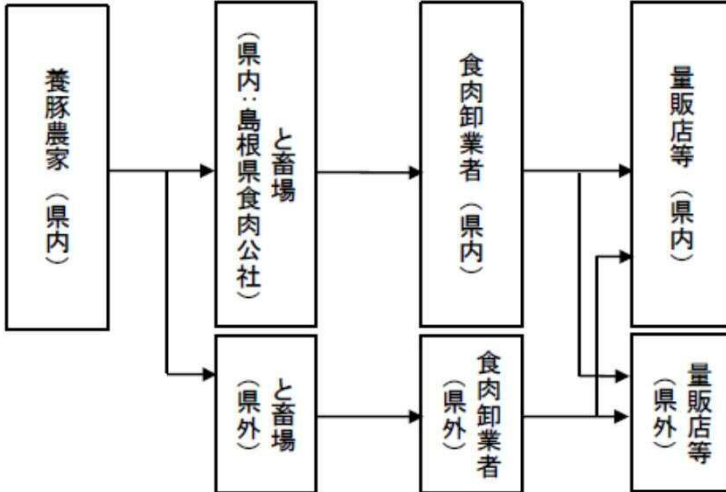 養豚農家（県内）
と畜場
（県内：島根県食肉公社）
食肉卸業者（県内）
量販店等（県内）
と畜場
（県外）
食肉卸業者
（県外）
量販店等
（県外）